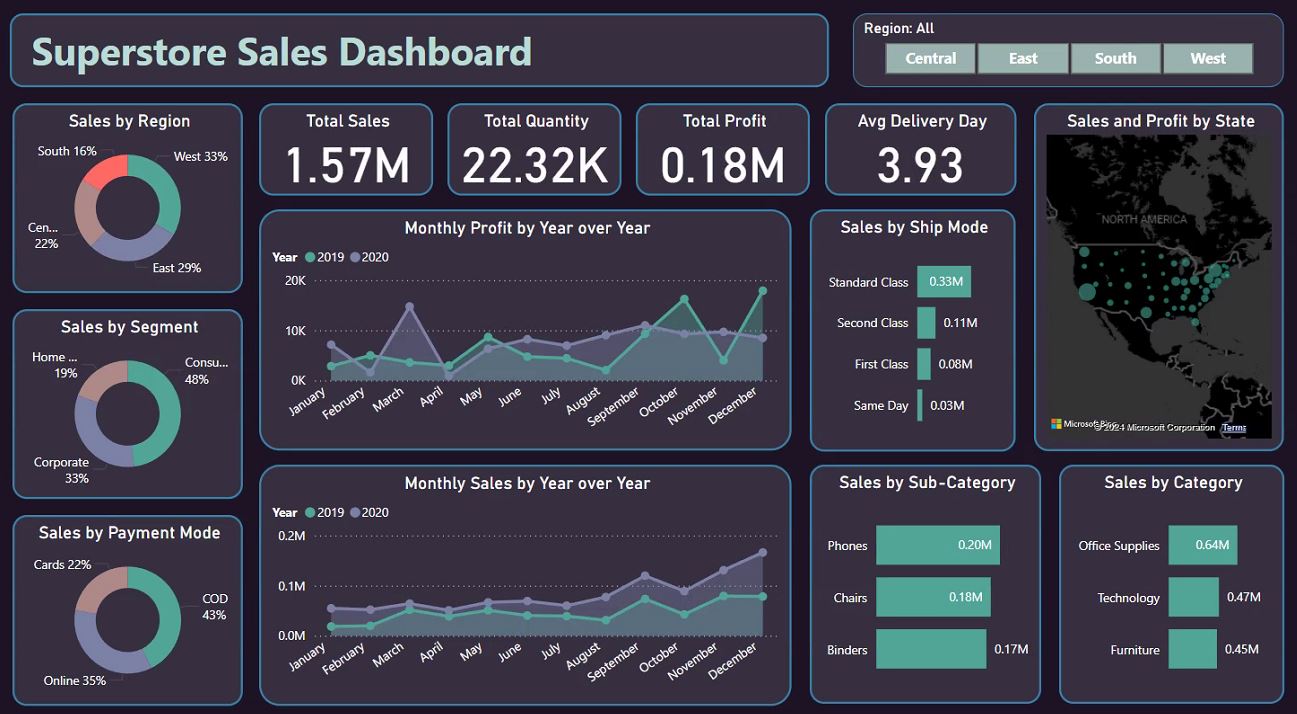 Superstore Sales Dashboard
Region: All
Central East South West
Sales by Region
South 16%
West 33%
Cen...
22%
East 29%
Total Sales
1.57M
Total Quantity
22.32K
Total Profit
0.18M
Avg Delivery Day
3.93
Sales and Profit by State
NORTH AMERICA
Microsoft Bing
© 2024 Microsoft Corporation Terms
Monthly Profit by Year over Year
Year 2019 2020
20K
10K
0K
January February March April May June July August September October November December
Sales by Ship Mode
Standard Class 0.33M
Second Class 0.11M
First Class 0.08M
Same Day 0.03M
Sales by Segment
Home ...
19%
Consu...
48%
Corporate
33%
Monthly Sales by Year over Year
Year 2019 2020
0.2M
0.1M
0.0M
January February March April May June July August September October November December
Sales by Sub-Category
Phones 0.20M
Chairs 0.18M
Binders 0.17M
Sales by Category
Office Supplies 0.64M
Technology 0.47M
Furniture 0.45M
Sales by Payment Mode
Cards 22%
COD
43%
Online 35%